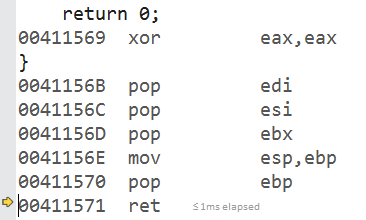 return 0;
00411569 xor eax,eax
}
0041156B pop edi
0041156C pop esi
0041156D pop ebx
0041156E mov esp,ebp
00411570 pop ebp
00411571 ret ≤1ms elapsed